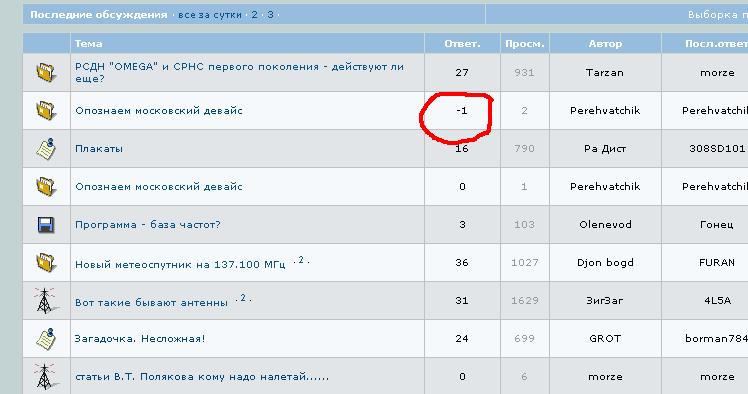 Последние обсуждения · все за сутки · 2 · 3 · Выборка п
Тема Ответ. Просм. Автор Посл.ответ
РСДН "OMEGA" и СРНС первого поколения - действуют ли
еще? 27 931 Tarzan morze
Опознаем московский девайс -1 2 Perehvatchik Perehvatchil
Плакаты 16 790 Ра Дист 308SD101
Опознаем московский девайс 0 1 Perehvatchik Perehvatchil
Программа - база частот? 3 103 Olenevod Гонец
Новый метеоспутник на 137.100 МГц · 2 · 36 1027 Djon bogd FURAN
Вот такие бывают антенны · 2 · 31 1629 ЗигЗаг 4L5A
Загадочка. Несложная! 24 699 GROT borman784
статьи В.Т. Полякова кому надо налетай...... 0 6 morze morze